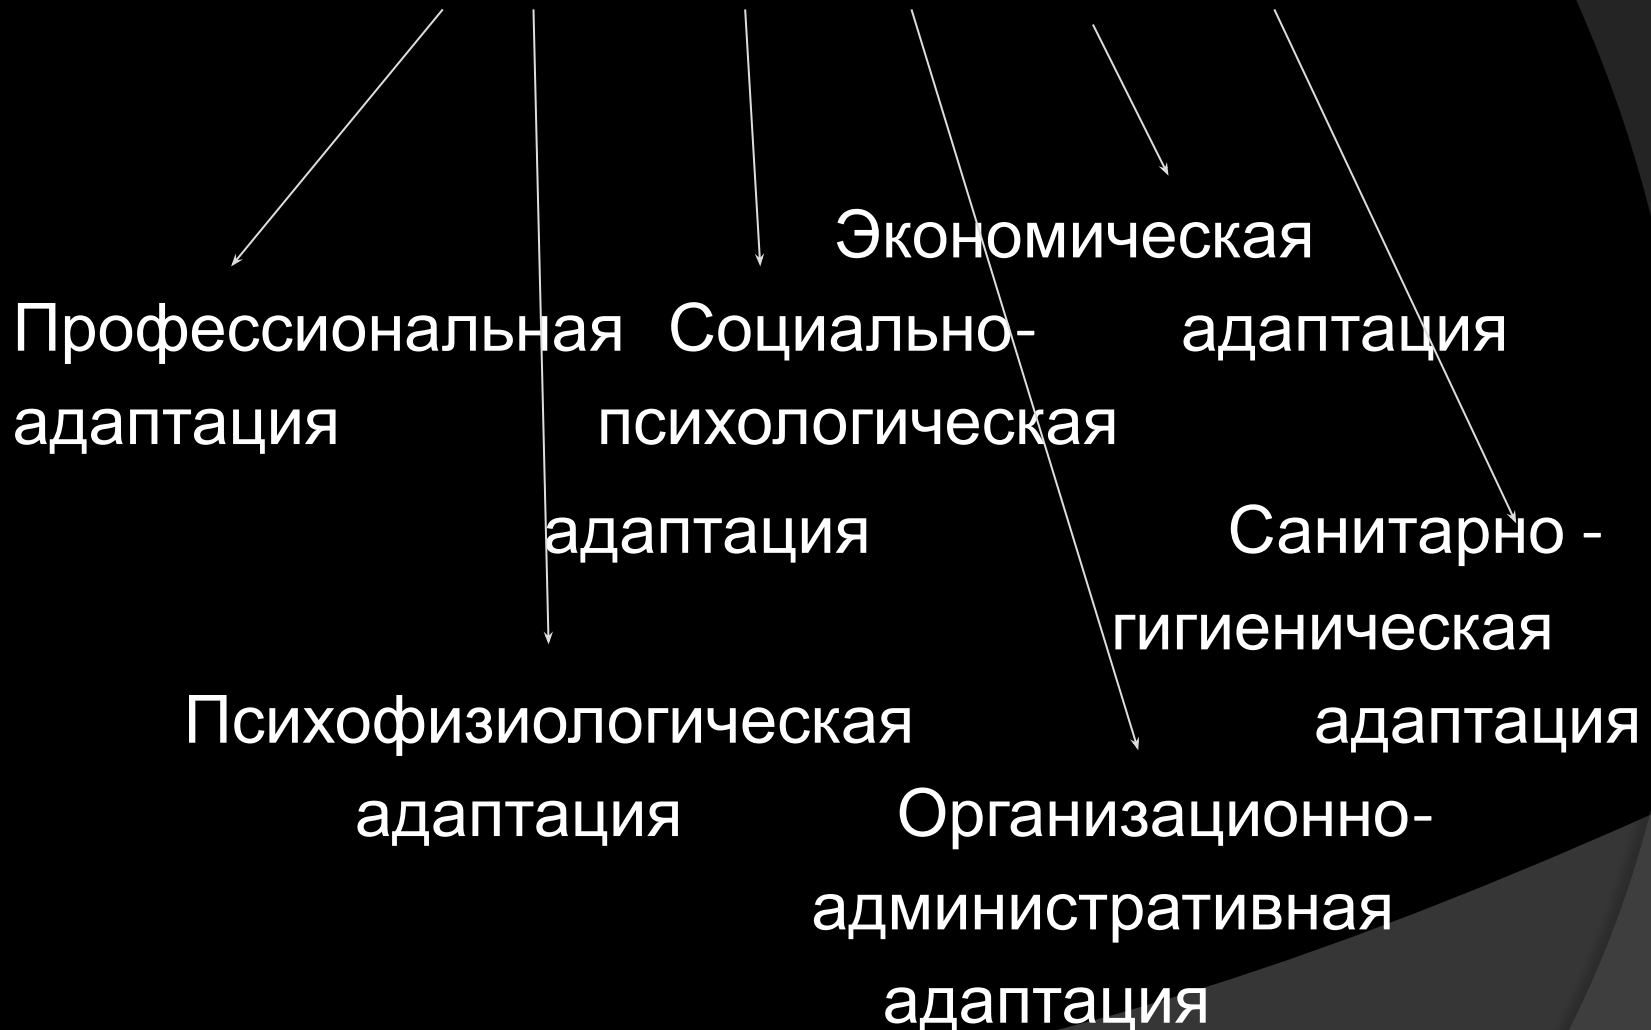 Экономическая
Профессиональная Социально- адаптация
адаптация психологическая
адаптация Санитарно -
гигиеническая
Психофизиологическая адаптация
адаптация Организационно-
административная
адаптация